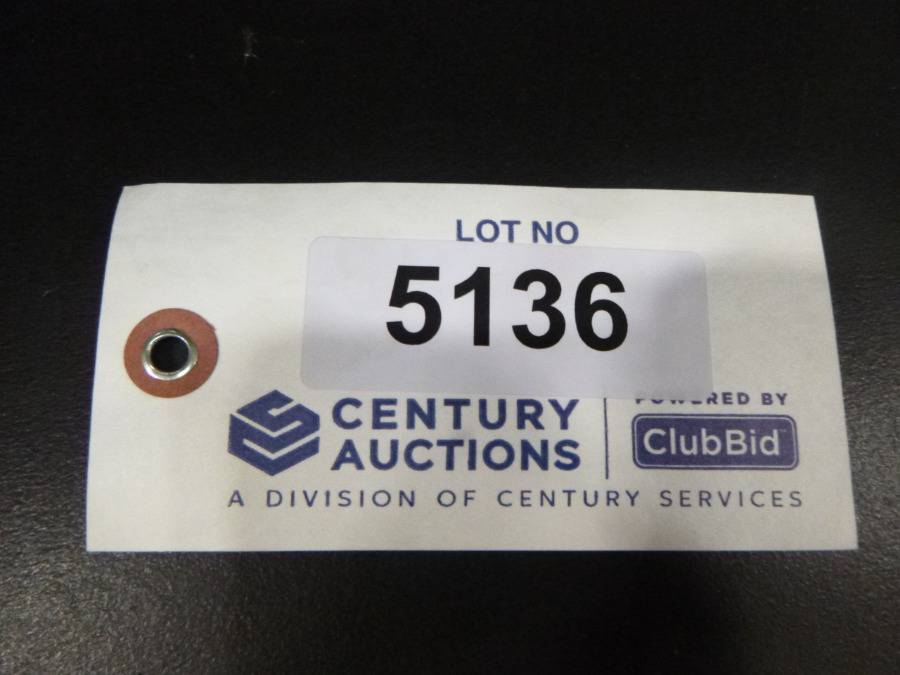 LOT NO
5136
CENTURY
AUCTIONS
POWERED BY
ClubBid
A DIVISION OF CENTURY SERVICES